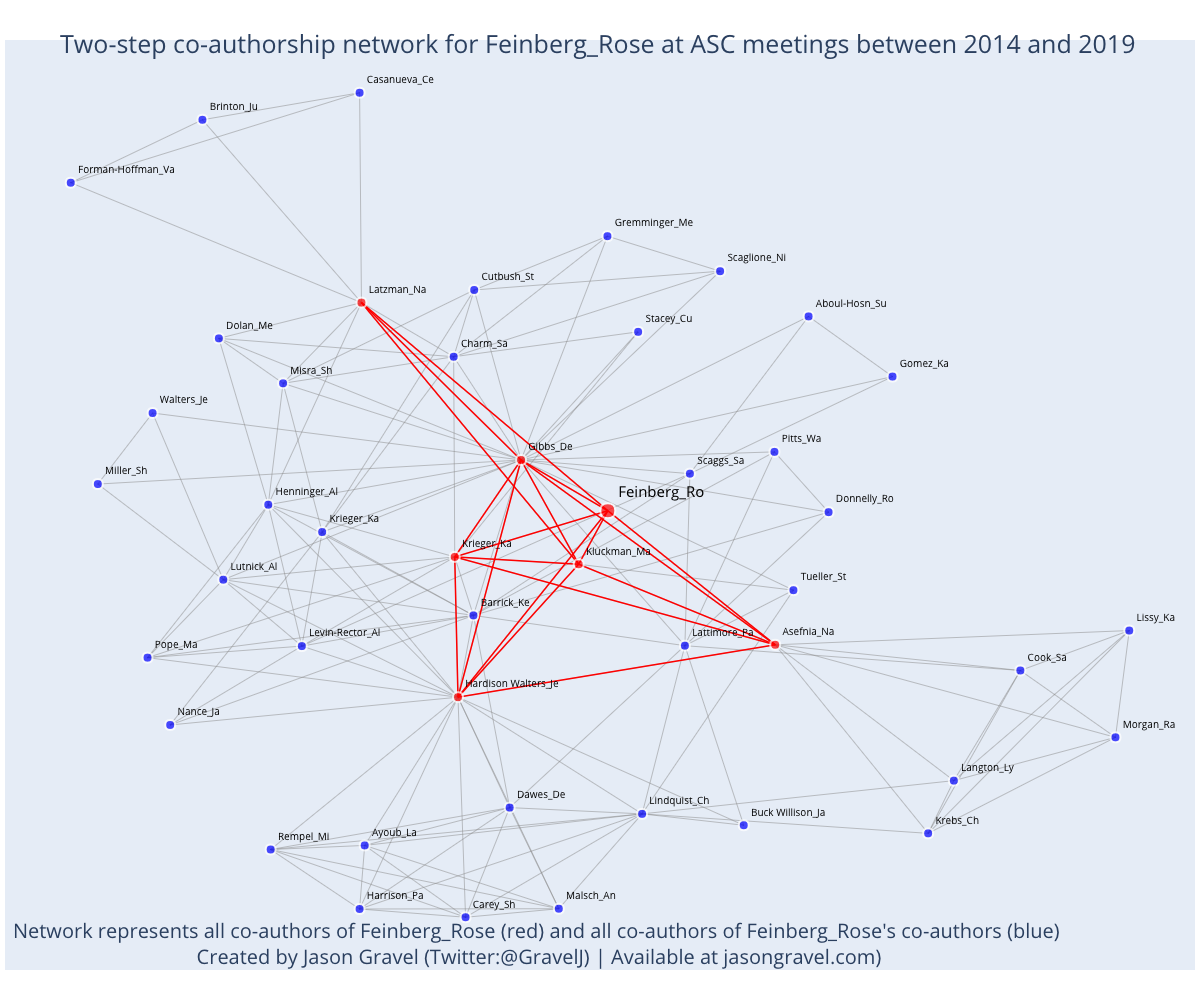 Two-step co-authorship network for Feinberg_Rose at ASC meetings between 2014 and 2019
Casanueva_Ce
Brinton_Ju
Forman-Hoffman_Va
Gremminger_Me
Scaglione_Ni
Cutbush_St
Latzman_Na
Aboul-Hosn_Su
Stacey_Cu
Dolan_Me
Charm_Sa
Gomez_Ka
Misra_Sh
Walters_Je
Pitts_Wa
Gibbs_De
Scaggs_Sa
Miller_Sh
Feinberg_Ro
Henninger_Al
Donnelly_Ro
Krieger_Ka
Krieger_Ka
Kluckman_Ma
Lutnick_Al
Tueller_St
Barrick_Ke
Lissy_Ka
Levin-Rector_Al
Lattimore_Pa
Asefnia_Na
Pope_Ma
Cook_Sa
Hardison Walters_Je
Nance_Ja
Morgan_Ra
Langton_Ly
Dawes_De
Lindquist_Ch
Buck Willison_Ja
Krebs_Ch
Rempel_Mi
Ayoub_La
Harrison_Pa
Carey_Sh
Malsch_An
Network represents all co-authors of Feinberg_Rose (red) and all co-authors of Feinberg_Rose's co-authors (blue)
Created by Jason Gravel (Twitter:@GravelJ) | Available at jasongravel.com)